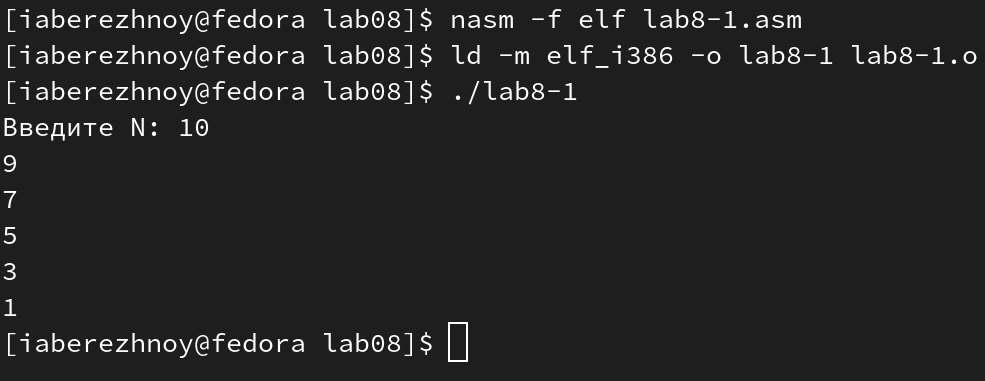 [iaberezhnoy@fedora lab08]$ nasm -f elf lab8-1.asm
[iaberezhnoy@fedora lab08]$ ld -m elf_i386 -o lab8-1 lab8-1.o
[iaberezhnoy@fedora lab08]$ ./lab8-1
Введите N: 10
9
7
5
3
1
[iaberezhnoy@fedora lab08]$